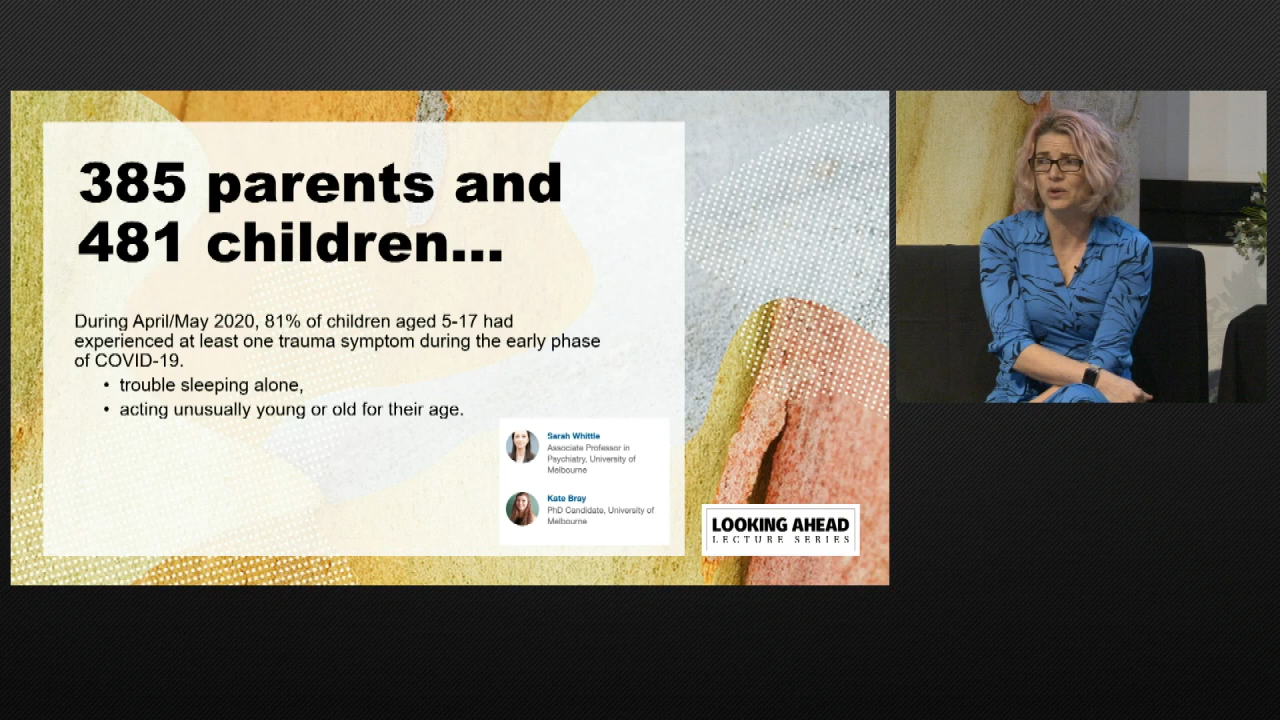 385 parents and
481 children...
During April/May 2020, 81% of children aged 5-17 had
experienced at least one trauma symptom during the early phase
of COVID-19.
• trouble sleeping alone,
• acting unusually young or old for their age.
Sarah Whittle
Associate Professor in
Psychiatry, University of
Melbourne
Kate Bray
PhD Candidate, University of
Melbourne
LOOKING AHEAD
LECTURE SERIES